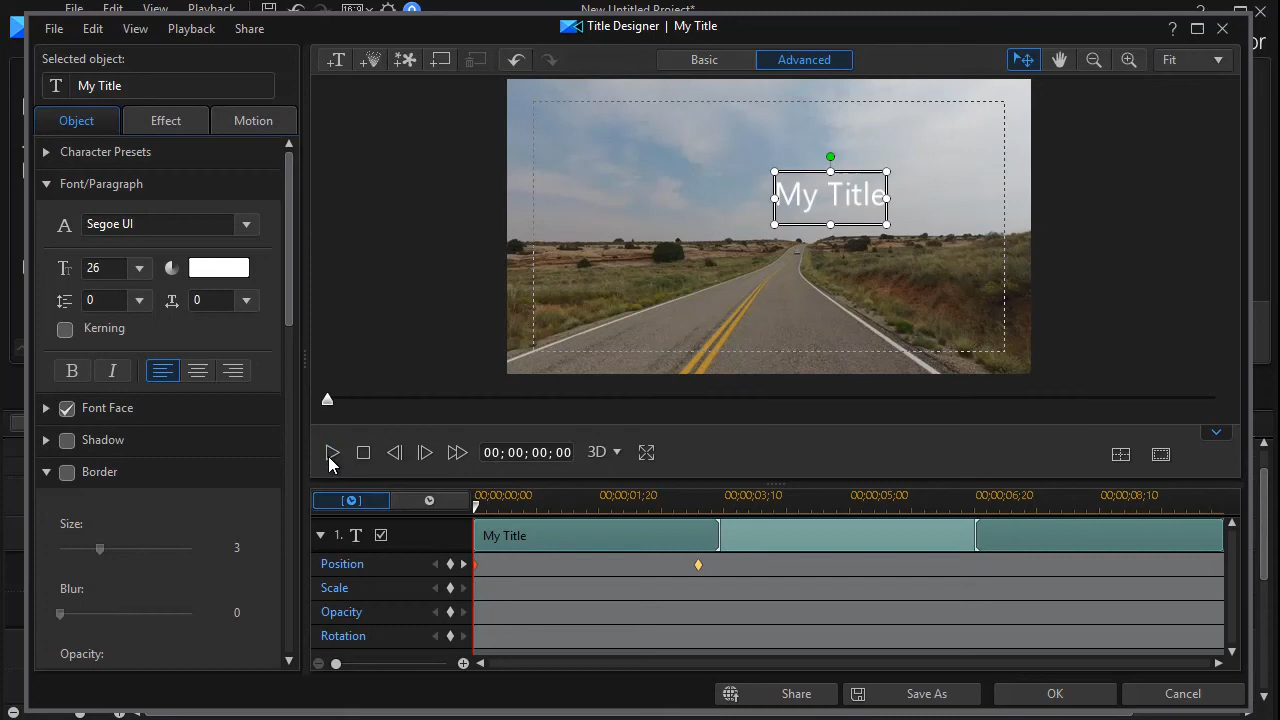 File Edit View Playback New Untitled Project*
File Edit View Playback Share
Title Designer | My Title
Selected object:
My Title
Basic Advanced Fit
Object Effect Motion
Character Presets
Font/Paragraph
Segoe UI
26
0 0
Kerning
B I
Font Face
Shadow
Border
Size:
3
Blur:
0
Opacity:
My Title
00; 00; 00; 00 3D
00;00;00;00 00;00;01;20 00;00;03;10 00;00;05;00 00;00;06;20 00;00;08;10
1. T My Title
Position
Scale
Opacity
Rotation
Share Save As OK Cancel